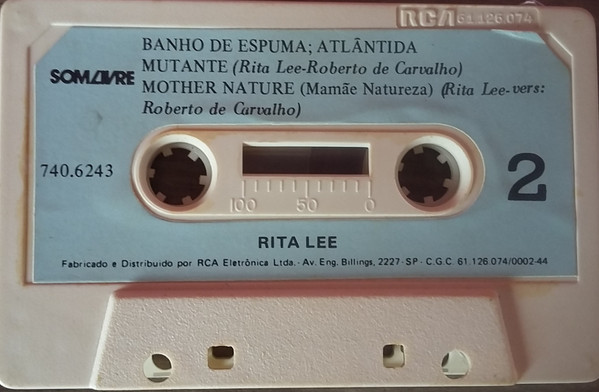 RCA 61.126.074
BANHO DE ESPUMA; ATLÂNTIDA
MUTANTE (Rita Lee-Roberto de Carvalho)
SOM LIVRE
MOTHER NATURE (Mamãe Natureza) (Rita Lee-vers:
Roberto de Carvalho)
740.6243
2
100 50 0
RITA LEE
Fabricado e Distribuido por RCA Eletrônica Ltda.- Av. Eng. Billings, 2227-SP - C.G.C. 61.126.074/0002-44